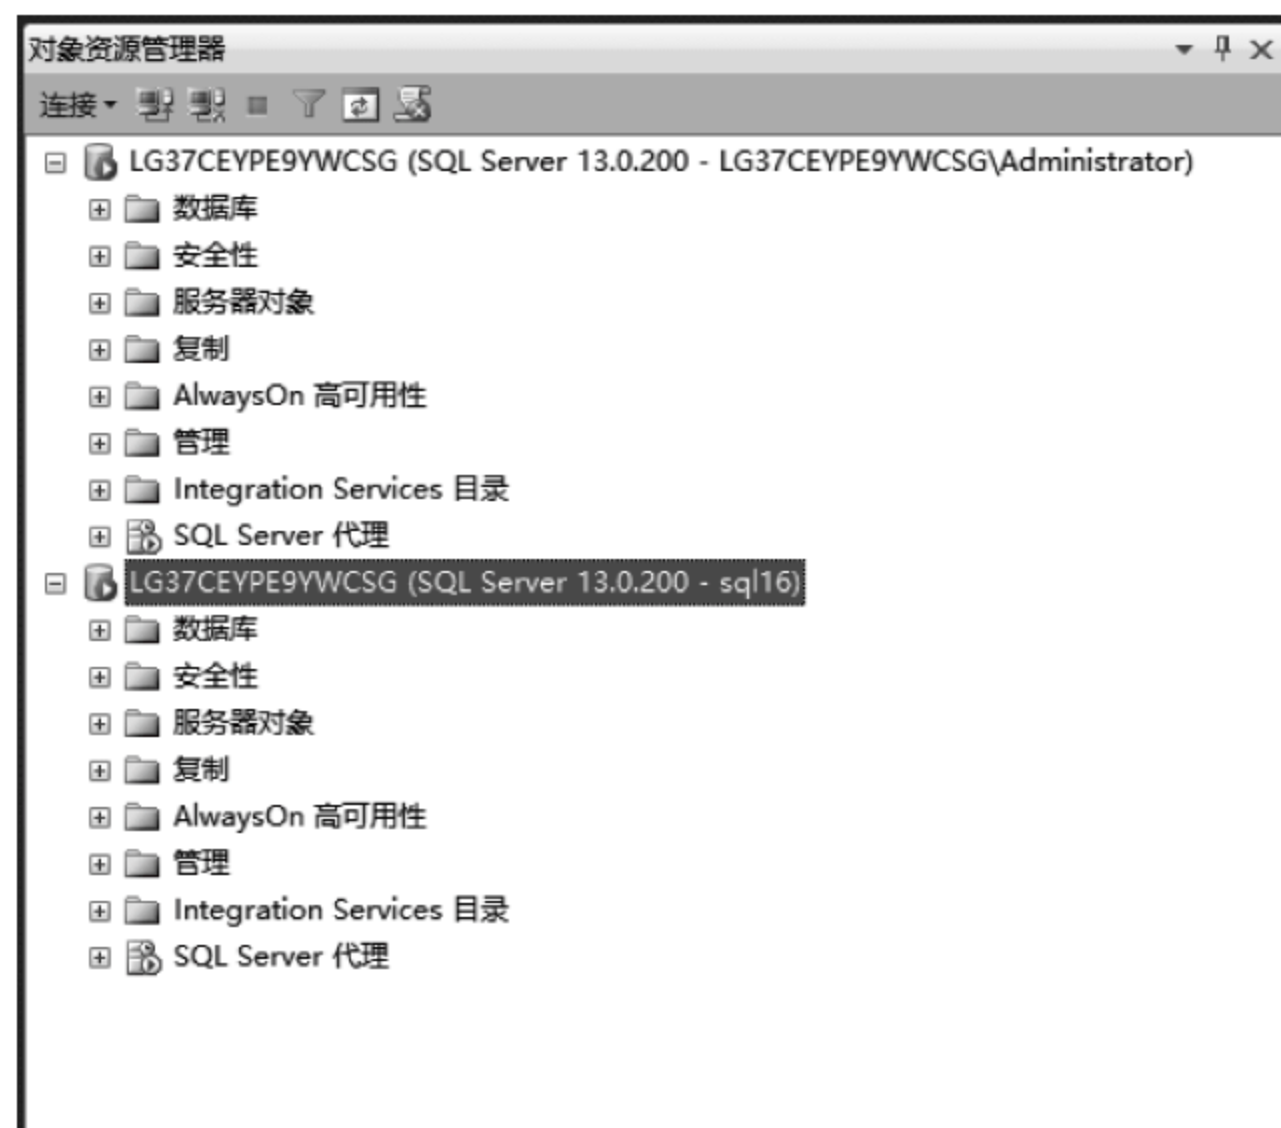 对象资源管理器
连接
LG37CEYPE9YWCSG (SQL Server 13.0.200 - LG37CEYPE9YWCSG\Administrator)
数据库
安全性
服务器对象
复制
AlwaysOn 高可用性
管理
Integration Services 目录
SQL Server 代理
LG37CEYPE9YWCSG (SQL Server 13.0.200 - sql16)
数据库
安全性
服务器对象
复制
AlwaysOn 高可用性
管理
Integration Services 目录
SQL Server 代理